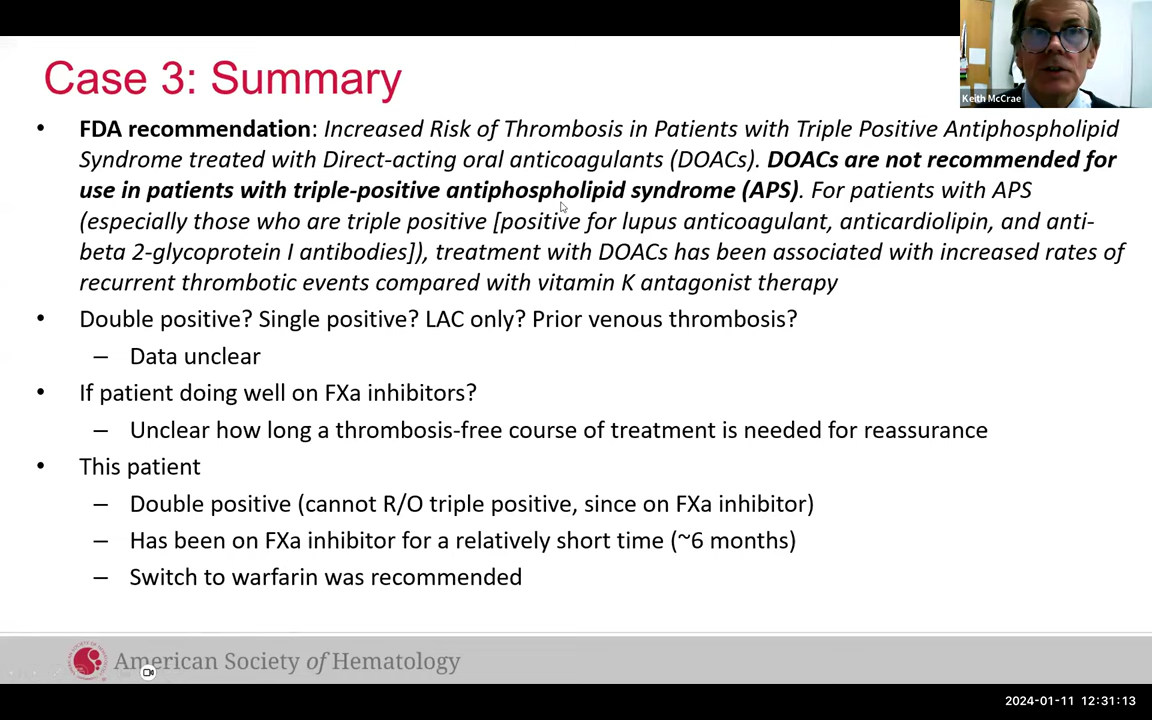 Case 3: Summary
Keith McCrae
• FDA recommendation: Increased Risk of Thrombosis in Patients with Triple Positive Antiphospholipid
Syndrome treated with Direct-acting oral anticoagulants (DOACs). DOACs are not recommended for
use in patients with triple-positive antiphospholipid syndrome (APS). For patients with APS
(especially those who are triple positive [positive for lupus anticoagulant, anticardiolipin, and anti-
beta 2-glycoprotein I antibodies]), treatment with DOACs has been associated with increased rates of
recurrent thrombotic events compared with vitamin K antagonist therapy
• Double positive? Single positive? LAC only? Prior venous thrombosis?
– Data unclear
• If patient doing well on FXa inhibitors?
– Unclear how long a thrombosis-free course of treatment is needed for reassurance
• This patient
– Double positive (cannot R/O triple positive, since on FXa inhibitor)
– Has been on FXa inhibitor for a relatively short time (~6 months)
– Switch to warfarin was recommended
American Society of Hematology
2024-01-11 12:31:13